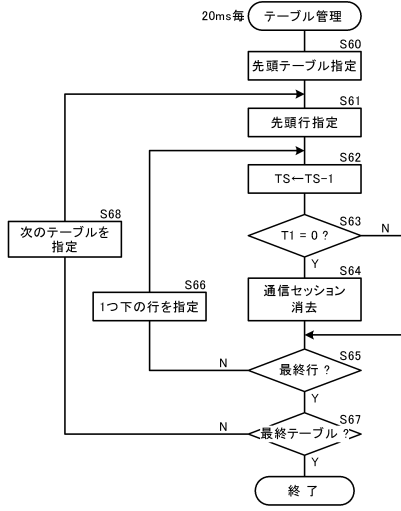 20ms毎
テーブル管理
S60
先頭テーブル指定
S61
先頭行指定
S62
TS←TS-1
S63
T1 = 0 ?
N
Y
S64
通信セッション
消去
S68
次のテーブルを
指定
S66
1つ下の行を指定
S65
最終行 ?
N
Y
S67
最終テーブル ?
N
Y
終 了